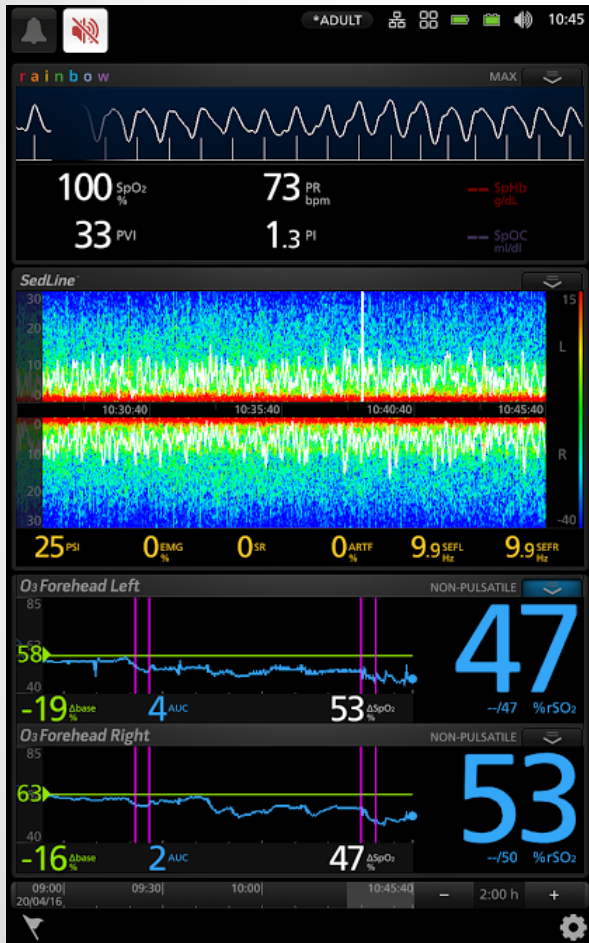 *ADULT 10:45
rainbow MAX
100 SpO₂ % 73 PR bpm -- SpHb g/dL
33 PVI 1.3 PI -- SpOC ml/dl
SedLine™
30 15
20
10 L
0
10:30:40 10:35:40 10:40:40 10:45:40
0
10 R
20
30 -40
25 PSI 0 EMG % 0 SR 0 ARTF % 9.9 SEFL Hz 9.9 SEFR Hz
O₃ Forehead Left NON-PULSATILE
85
58 47
40
-19 Δbase % 4 AUC 53 ΔSpO₂ % --/47 %rSO₂
O₃ Forehead Right NON-PULSATILE
85
63 53
40
-16 Δbase % 2 AUC 47 ΔSpO₂ % --/50 %rSO₂
09:00 09:30 10:00 10:45:40 – 2:00 h +
20/04/16